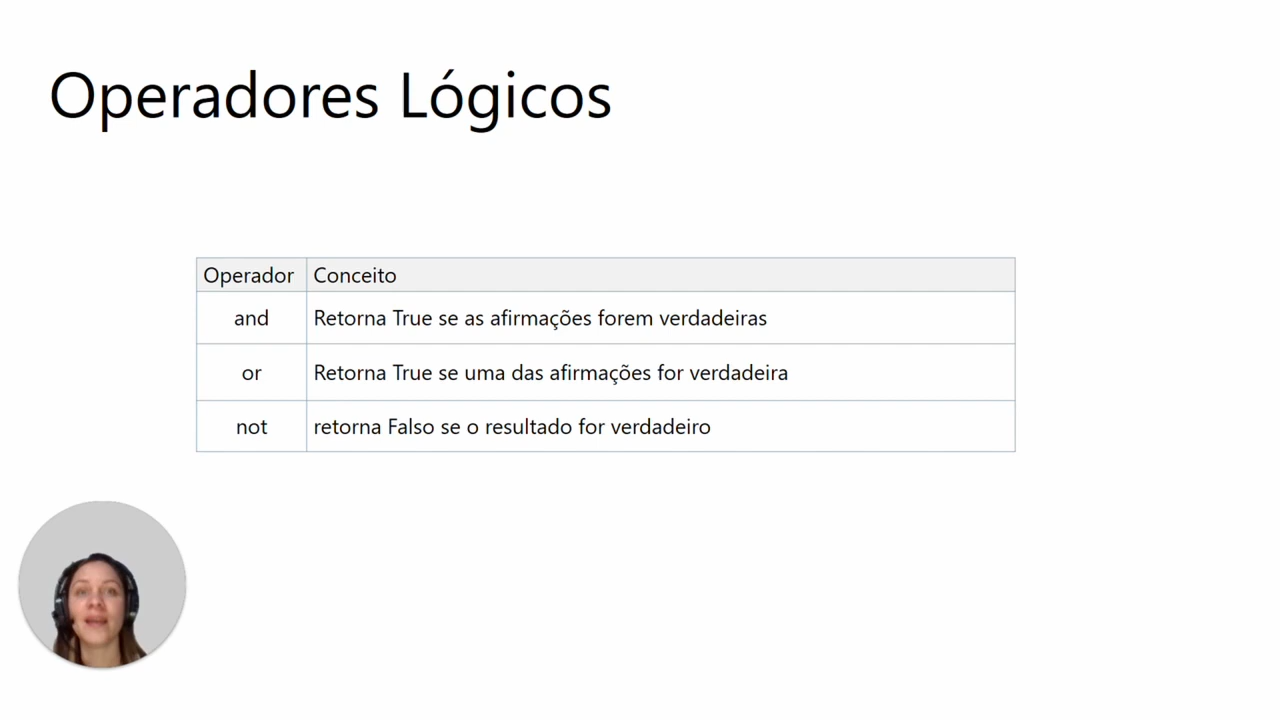 Operadores Lógicos
Operador Conceito
and Retorna True se as afirmações forem verdadeiras
or Retorna True se uma das afirmações for verdadeira
not retorna Falso se o resultado for verdadeiro